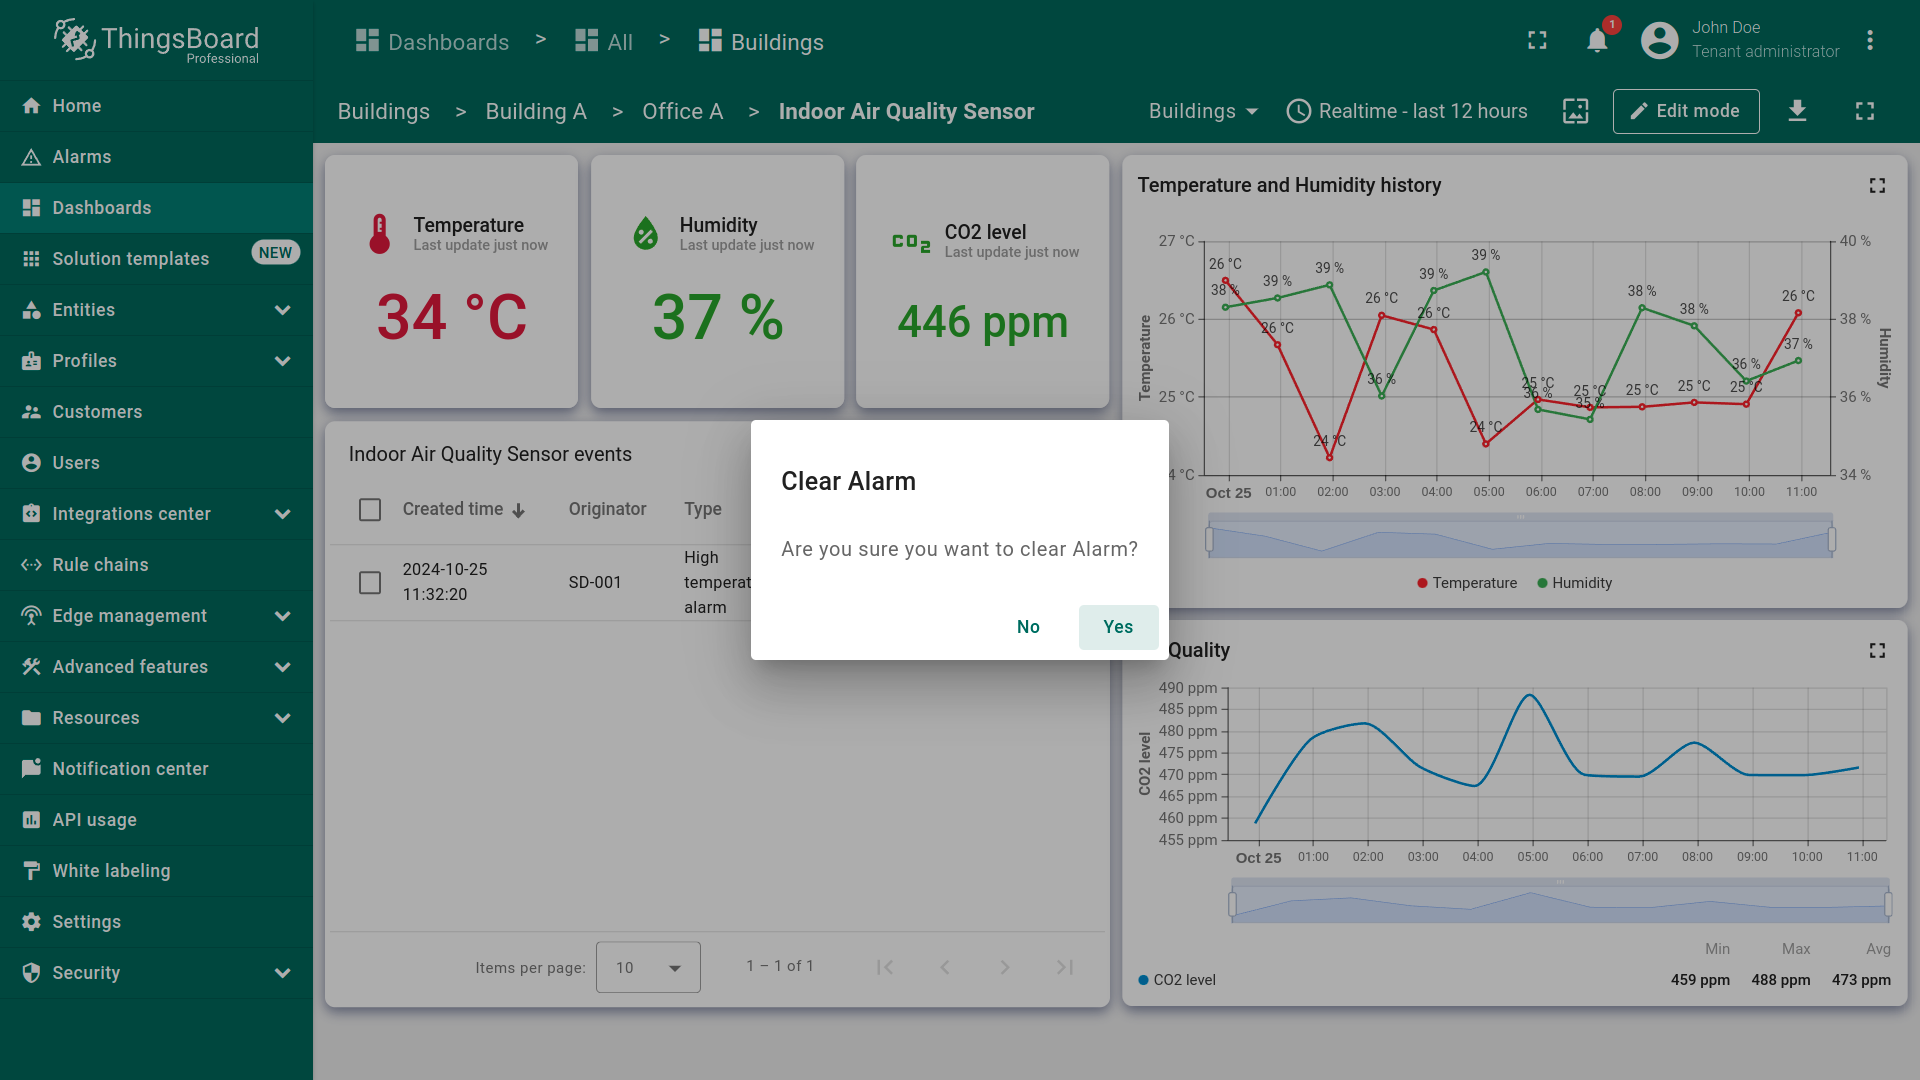 ThingsBoard
Professional
Home
Alarms
Dashboards
Solution templates
NEW
Entities
Profiles
Customers
Users
Integrations center
Rule chains
Edge management
Advanced features
Resources
Notification center
API usage
White labeling
Settings
Security
Dashboards > All > Buildings
1
John Doe
Tenant administrator
Buildings > Building A > Office A > Indoor Air Quality Sensor
Buildings
Realtime - last 12 hours
Edit mode
Temperature
Last update just now
34 °C
Humidity
Last update just now
37 %
CO2
CO2 level
Last update just now
446 ppm
Indoor Air Quality Sensor events
Created time Originator Type
2024-10-25
11:32:20
SD-001
High
temperat
alarm
Items per page: 10 1 – 1 of 1
Clear Alarm
Are you sure you want to clear Alarm?
No Yes
Temperature and Humidity history
27 °C
26 °C
25 °C
4 °C
Temperature
40 %
38 %
36 %
34 %
Humidity
26 °C
26 °C
24 °C
26 °C
26 °C
24 °C
25 °C
25 °C
25 °C
25 °C
25 °C
26 °C
38 %
39 %
39 %
36 %
39 %
39 %
36 %
35 %
38 %
38 %
36 %
37 %
Oct 25 01:00 02:00 03:00 04:00 05:00 06:00 07:00 08:00 09:00 10:00 11:00
Temperature Humidity
Quality
490 ppm
485 ppm
480 ppm
475 ppm
470 ppm
465 ppm
460 ppm
455 ppm
CO2 level
Oct 25 01:00 02:00 03:00 04:00 05:00 06:00 07:00 08:00 09:00 10:00 11:00
Min Max Avg
CO2 level 459 ppm 488 ppm 473 ppm